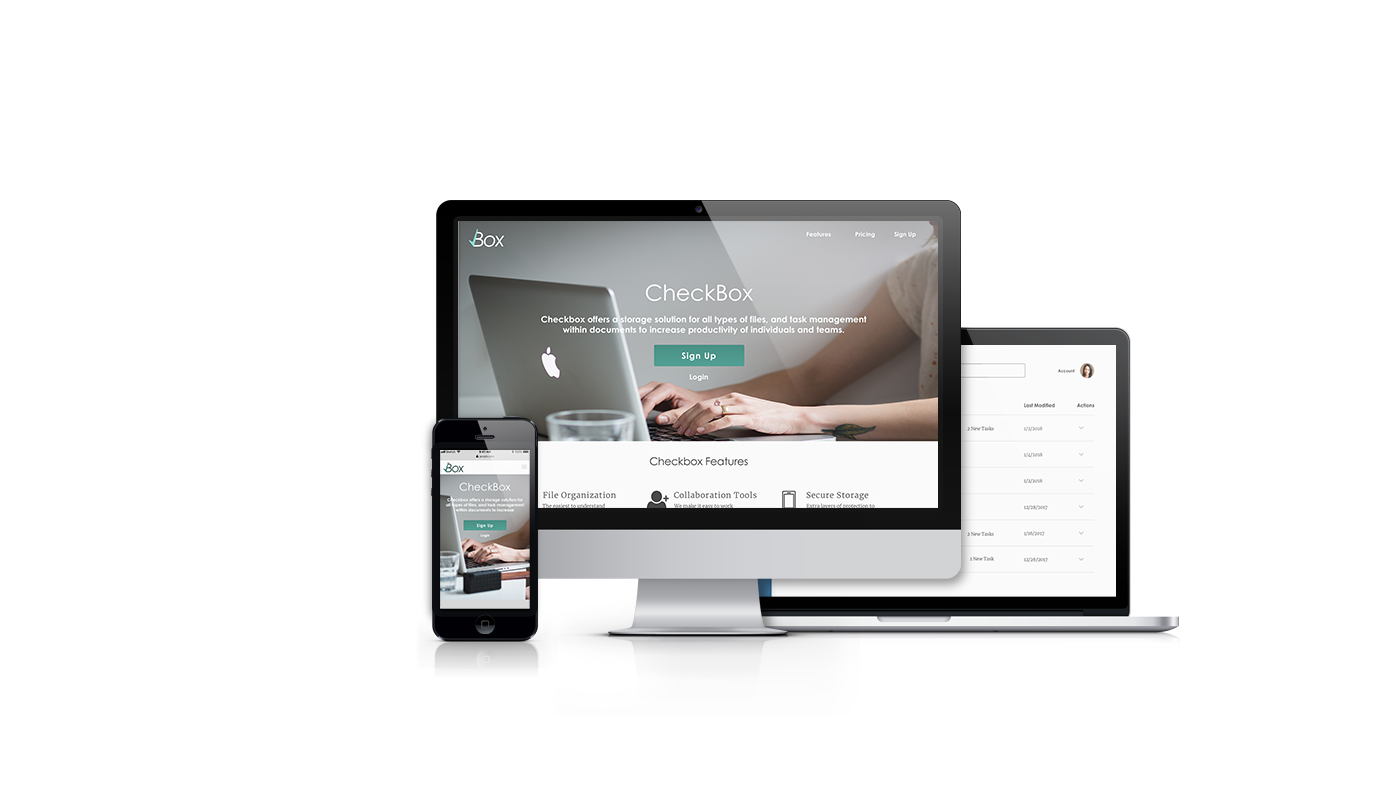 Box
Features
Pricing
Sign Up
CheckBox
Checkbox offers a storage solution for all types of files, and task management
within documents to increase productivity of individuals and teams.
Sign Up
Login
Checkbox Features
File Organization
The easiest to understand
Collaboration Tools
We make it easy to work
Secure Storage
Extra layers of protection to
Box
CheckBox
Checkbox offers a storage solution for
all types of files, and task management
within documents to increase
Sign Up
Login
Account
Last Modified
Actions
2 New Tasks
1/2/2018
1/4/2018
1/2/2018
12/28/2017
2 New Tasks
1/16/2017
1 New Task
12/26/2017